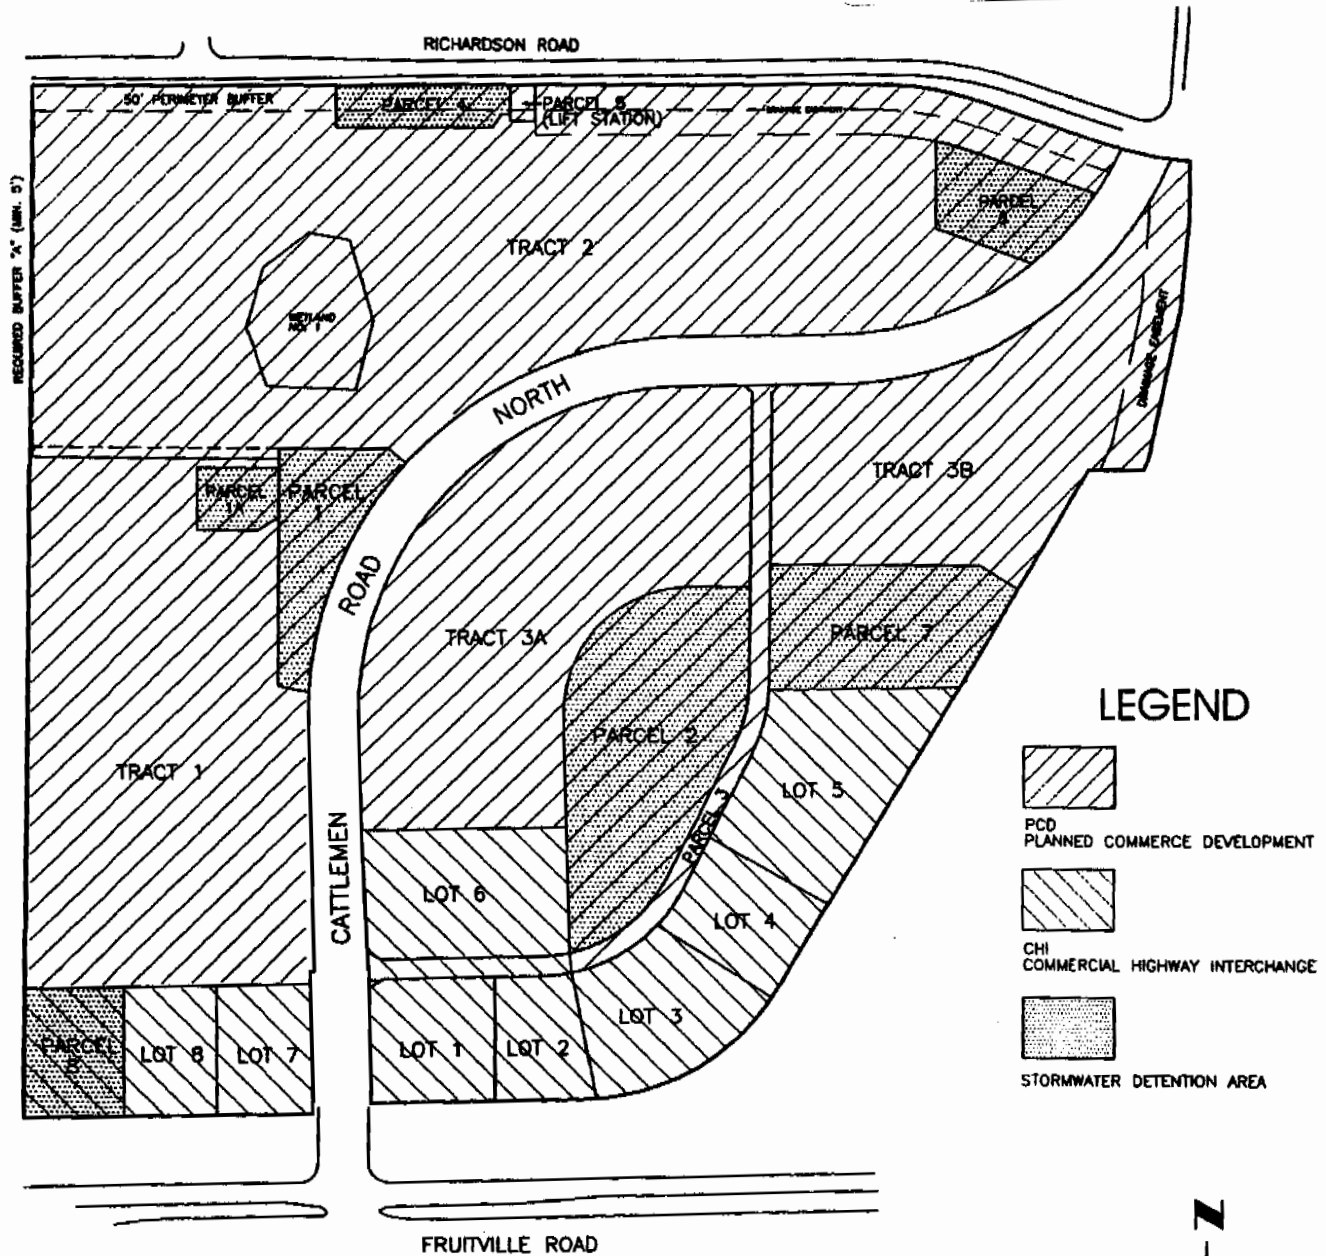 RICHARDSON ROAD
50' PERIMETER BUFFER
PARCEL 4
PARCEL 5
(LIFT STATION)
DRAINAGE EASEMENT
REQUIRED BUFFER "A" (MIN. 5')
PARCEL
TRACT 2
WETLAND
NO. 1
DRAINAGE EASEMENT
NORTH
TRACT 3B
PARCEL
1A
PARCEL
1
ROAD
TRACT 3A
PARCEL 7
PARCEL 2
TRACT 1
LOT 5
PARCEL 3
CATTLEMEN
LOT 6
LOT 4
LOT 3
PARCEL
LOT 8
LOT 7
LOT 1
LOT 2
FRUITVILLE ROAD
LEGEND
PCD
PLANNED COMMERCE DEVELOPMENT
CHI
COMMERCIAL HIGHWAY INTERCHANGE
STORMWATER DETENTION AREA
N